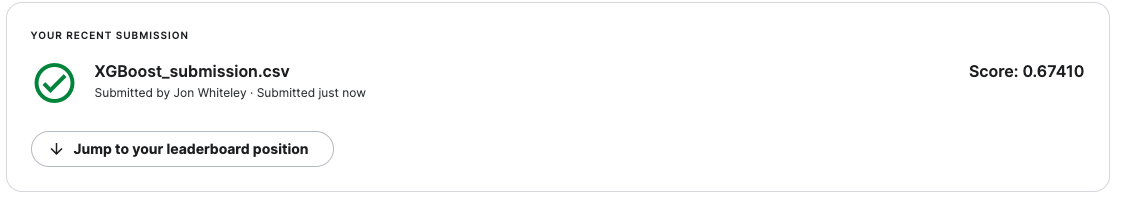 YOUR RECENT SUBMISSION
XGBoost_submission.csv
Score: 0.67410
Submitted by Jon Whiteley · Submitted just now
Jump to your leaderboard position